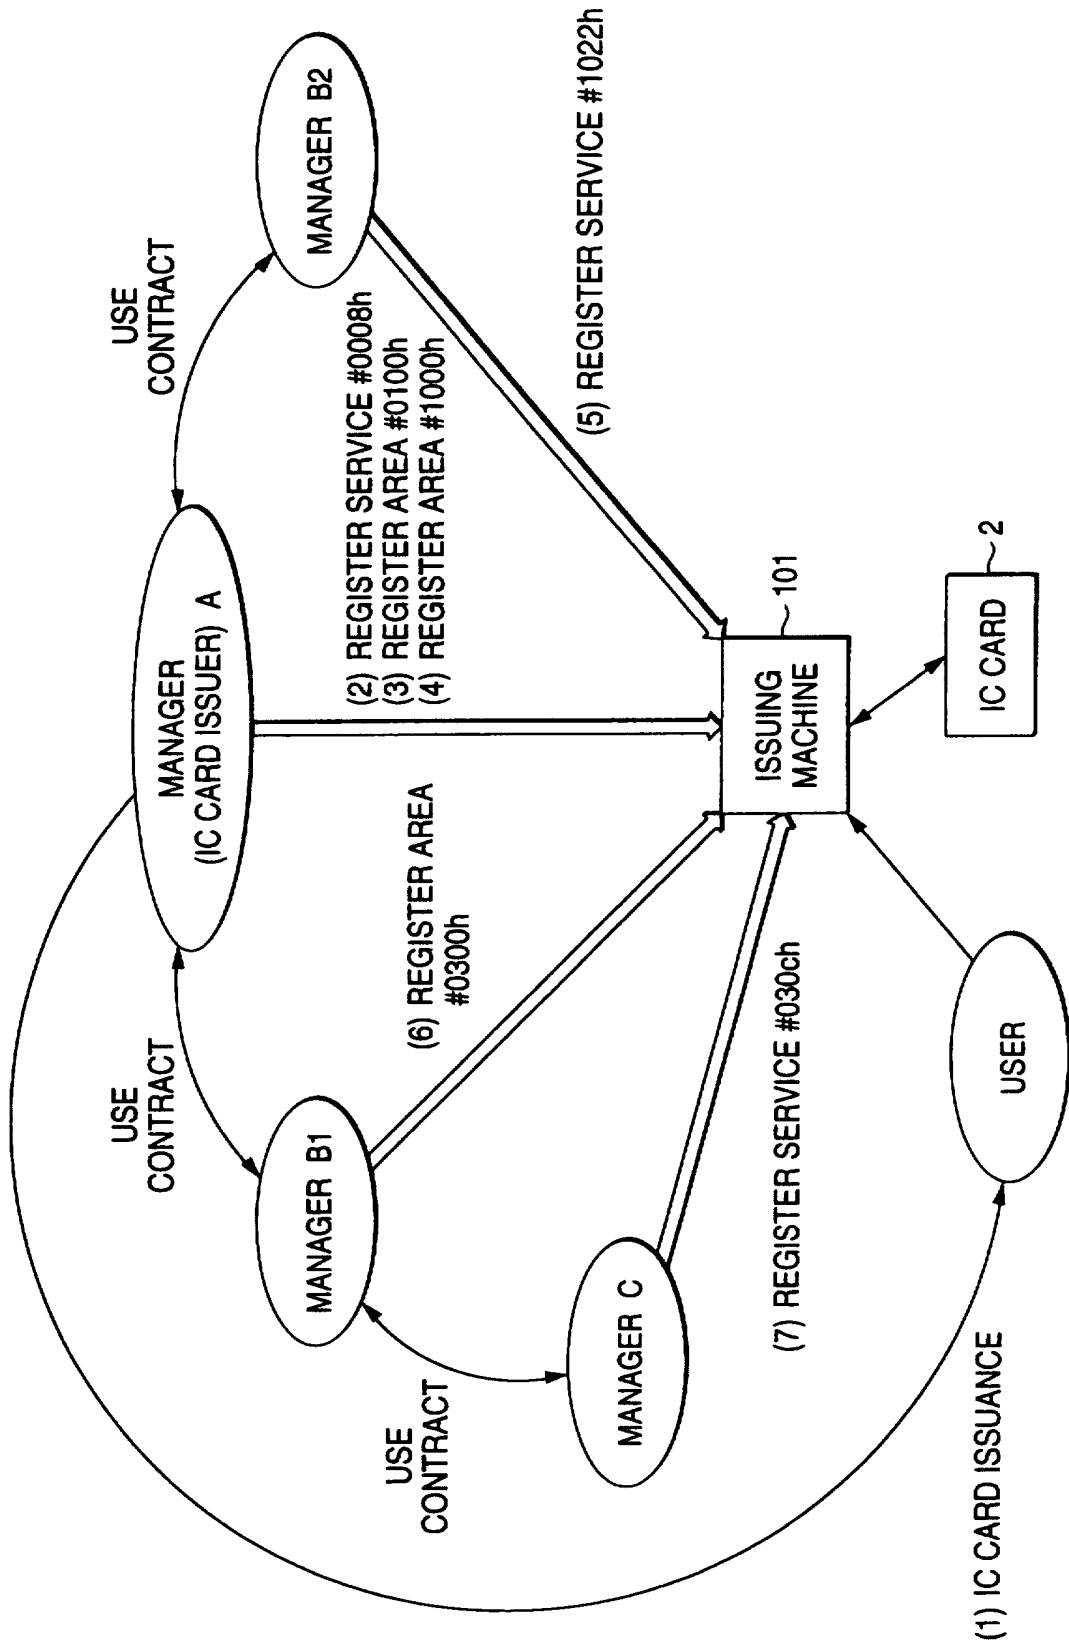 USE
CONTRACT
MANAGER
(IC CARD ISSUER) A
USE
CONTRACT
MANAGER B1
MANAGER B2
(2) REGISTER SERVICE #0008h
(3) REGISTER AREA #0100h
(4) REGISTER AREA #1000h
(6) REGISTER AREA
#0300h
USE
CONTRACT
MANAGER C
(5) REGISTER SERVICE #1022h
ISSUING
MACHINE
101
(7) REGISTER SERVICE #030ch
(1) IC CARD ISSUANCE
USER
IC CARD
2